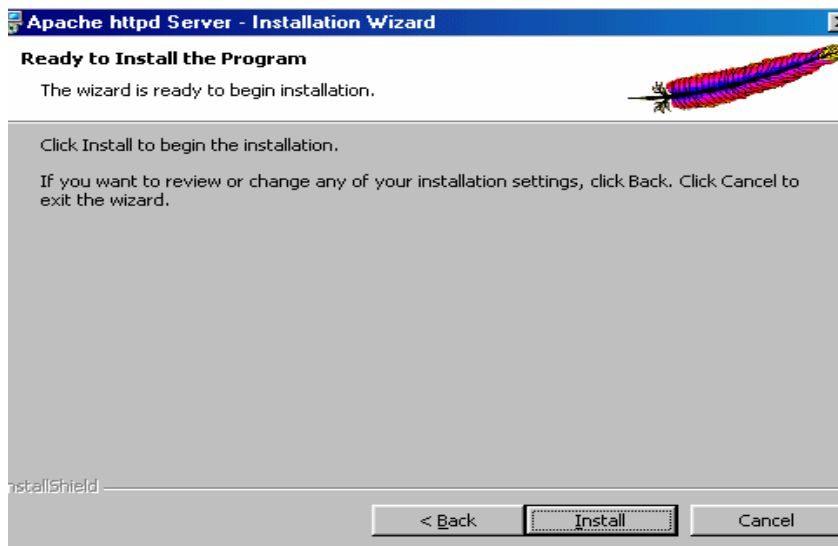 Apache httpd Server - Installation Wizard
Ready to Install the Program
The wizard is ready to begin installation.
Click Install to begin the installation.
If you want to review or change any of your installation settings, click Back. Click Cancel to
exit the wizard.
nstallShield
< Back
Install
Cancel